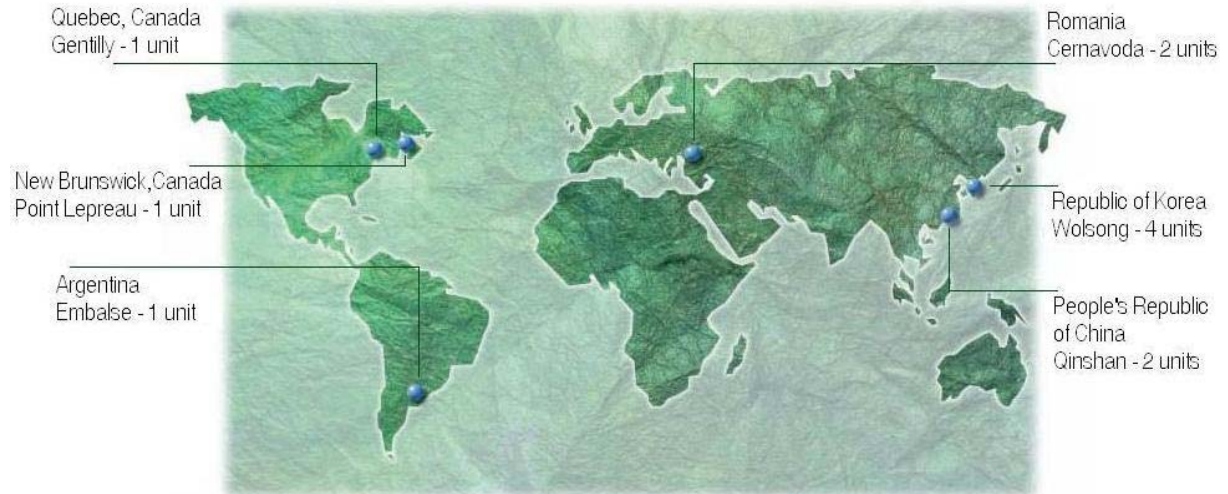 Quebec, Canada
Gentilly - 1 unit
Romania
Cernavoda - 2 units
New Brunswick,Canada
Point Lepreau - 1 unit
Republic of Korea
Wolsong - 4 units
Argentina
Embalse - 1 unit
People's Republic
of China
Qinshan - 2 units